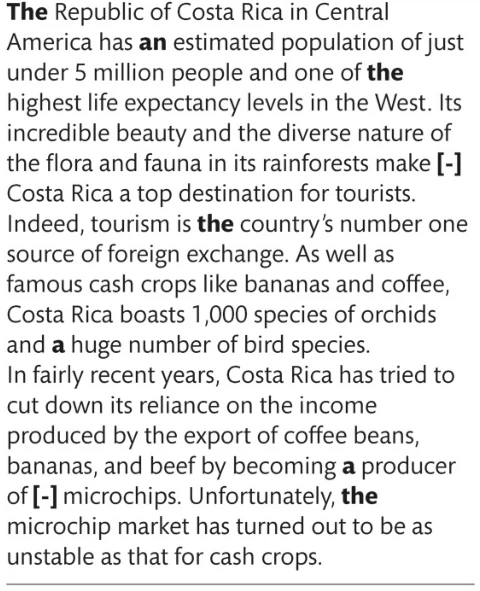 The Republic of Costa Rica in Central
America has an estimated population of just
under 5 million people and one of the
highest life expectancy levels in the West. Its
incredible beauty and the diverse nature of
the flora and fauna in its rainforests make [-]
Costa Rica a top destination for tourists.
Indeed, tourism is the country's number one
source of foreign exchange. As well as
famous cash crops like bananas and coffee,
Costa Rica boasts 1,000 species of orchids
and a huge number of bird species.
In fairly recent years, Costa Rica has tried to
cut down its reliance on the income
produced by the export of coffee beans,
bananas, and beef by becoming a producer
of [-] microchips. Unfortunately, the
microchip market has turned out to be as
unstable as that for cash crops.